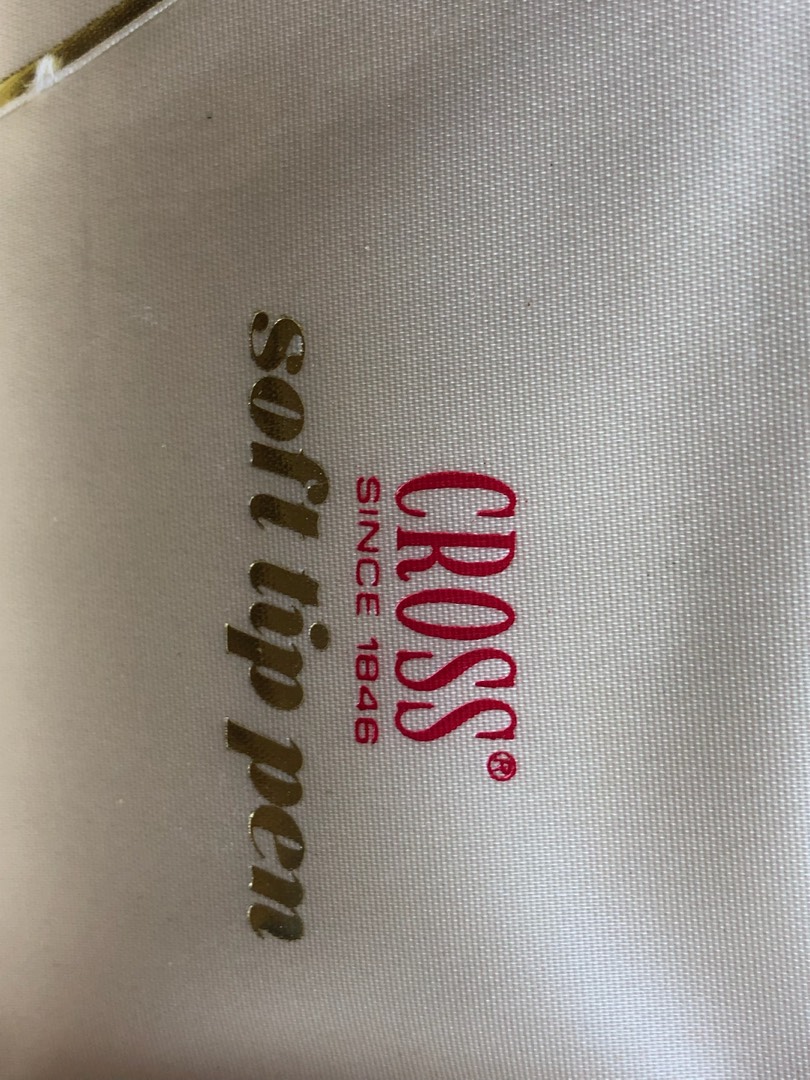 CROSS®
SINCE 1846
soft tip pen